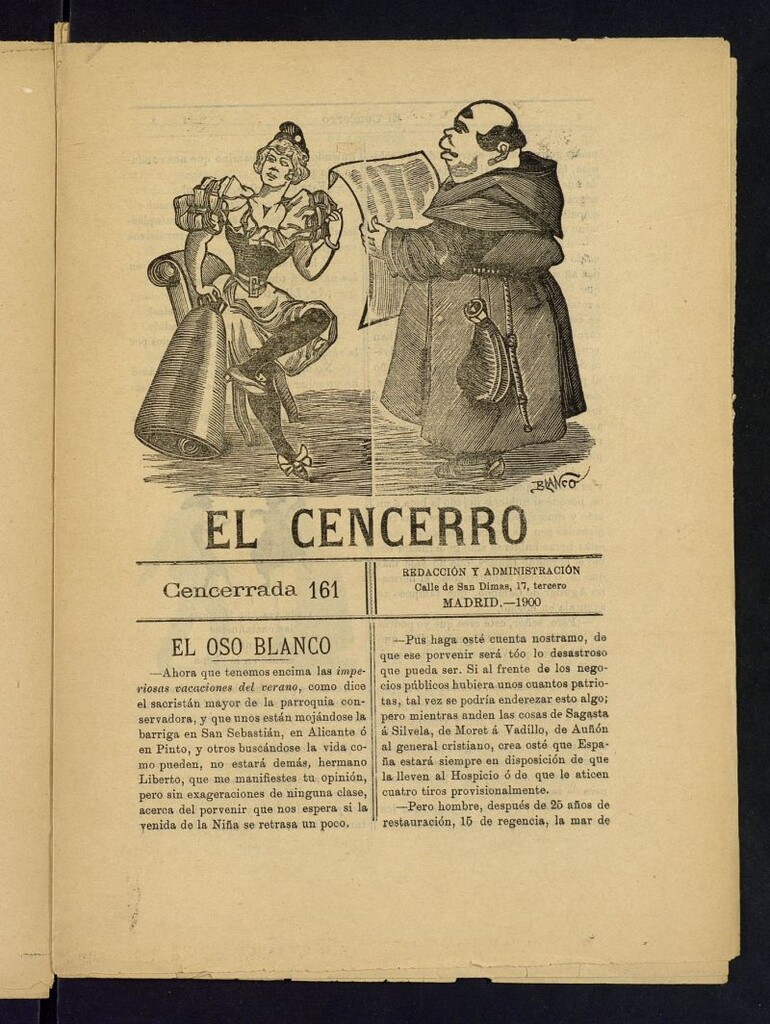 BLANCO
EL CENCERRO
Cencerrada 161
REDACCIÓN Y ADMINISTRACIÓN
Calle de San Dimas, 17, tercero
MADRID.—1900
EL OSO BLANCO
—Ahora que tenemos encima las impe-
riosas vacaciones del verano, como dice
el sacristán mayor de la parroquia con-
servadora, y que unos están mojándose la
barriga en San Sebastián, en Alicante ó
en Pinto, y otros buscándose la vida co-
mo pueden, no estará demás, hermano
Liberto, que me manifiestes tu opinión,
pero sin exageraciones de ninguna clase,
acerca del porvenir que nos espera si la
venida de la Niña se retrasa un poco.
—Pus haga osté cuenta nostramo, de
que ese porvenir será tóo lo desastroso
que pueda ser. Si al frente de los nego-
cios públicos hubiera unos cuantos patrio-
tas, tal vez se podría enderezar esto algo;
pero mientras anden las cosas de Sagasta
á Silvela, de Moret á Vadillo, de Auñón
al general cristiano, crea osté que Espa-
ña estará siempre en disposición de que
la lleven al Hospicio ó de que le aticen
cuatro tiros provisionalmente.
—Pero hombre, después de 25 años de
restauración, 15 de regencia, la mar de